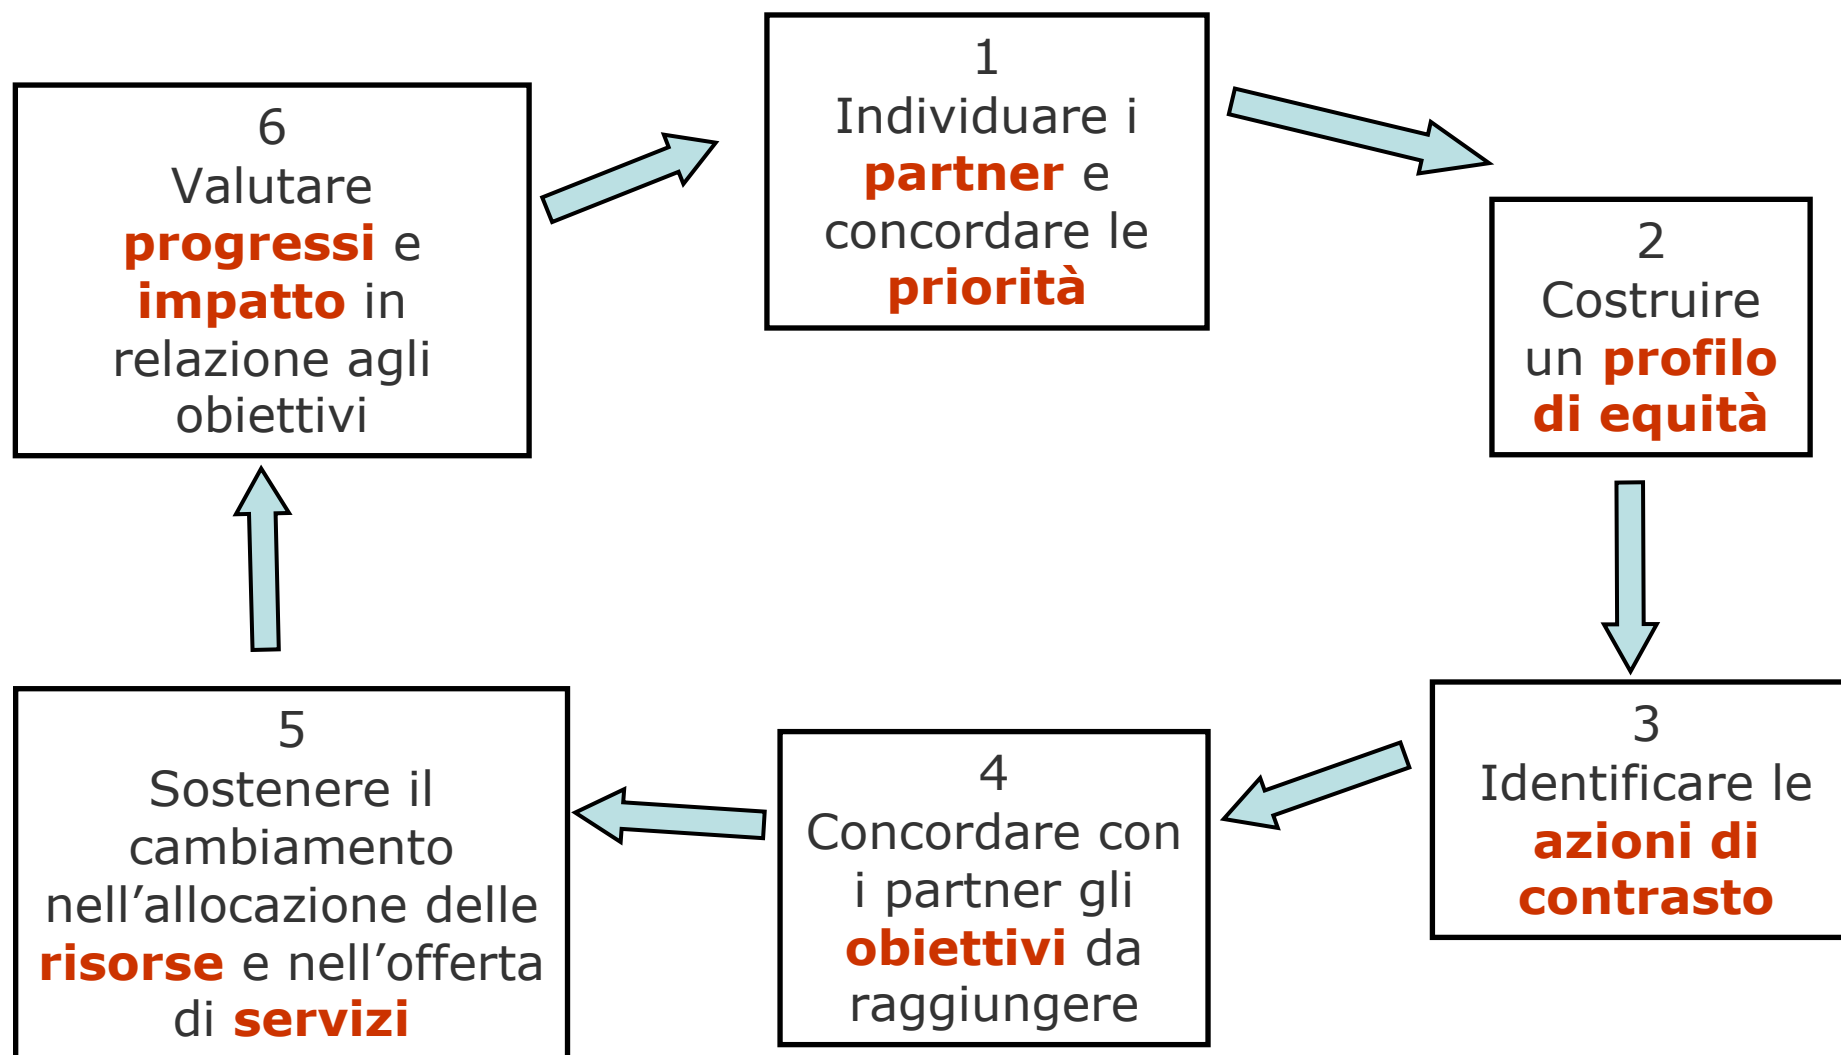 1
Individuare i
partner e
concordare le
priorità
2
Costruire
un profilo
di equità
3
Identificare le
azioni di
contrasto
4
Concordare con
i partner gli
obiettivi da
raggiungere
5
Sostenere il
cambiamento
nell’allocazione delle
risorse e nell’offerta
di servizi
6
Valutare
progressi e
impatto in
relazione agli
obiettivi